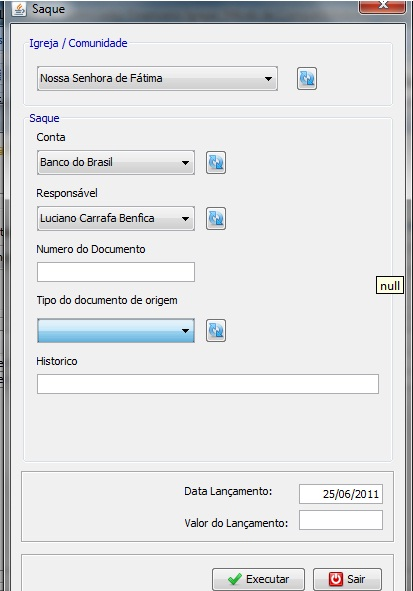 Saque
Igreja / Comunidade
Nossa Senhora de Fátima
Saque
Conta
Banco do Brasil
Responsável
Luciano Carrafa Benfica
Numero do Documento
null
Tipo do documento de origem
Historico
Data Lançamento:
25/06/2011
Valor do Lançamento:
Executar
Sair